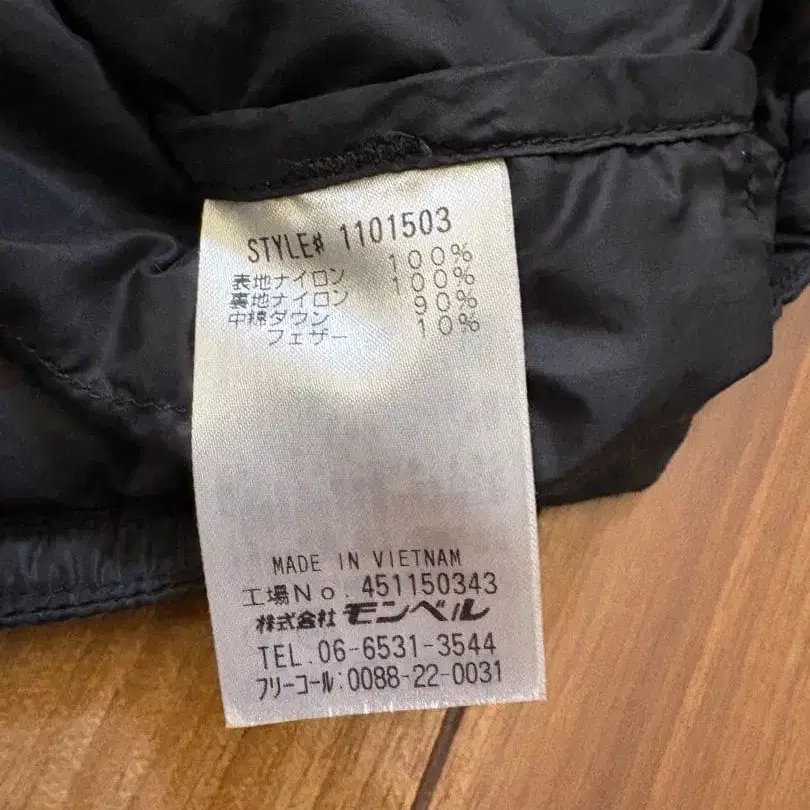 STYLE# 1101503
表地ナイロン 100%
裏地ナイロン 100%
中綿ダウン 90%
フェザー 10%
MADE IN VIETNAM
工場No. 451150343
株式会社 モンベル
TEL.06-6531-3544
フリーコール:0088-22-0031